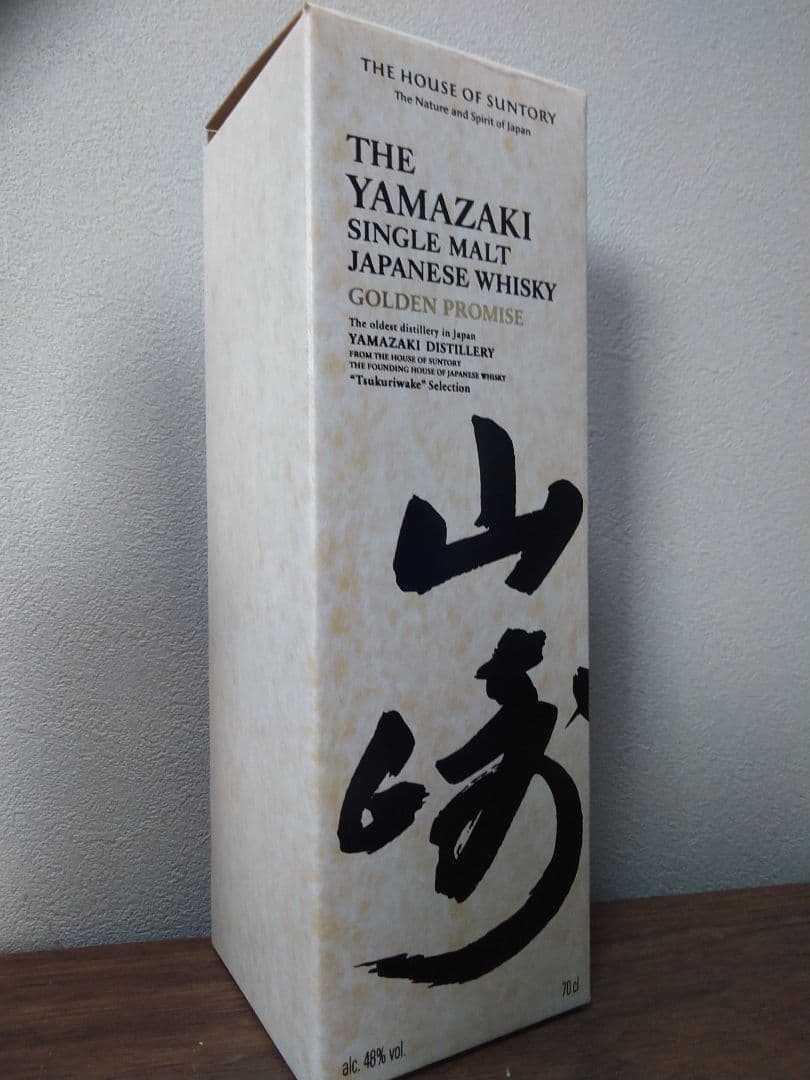 THE HOUSE OF SUNTORY
The Nature and Spirit of Japan
THE
YAMAZAKI
SINGLE MALT
JAPANESE WHISKY
GOLDEN PROMISE
The oldest distillery in Japan
YAMAZAKI DISTILLERY
FROM THE HOUSE OF SUNTORY
THE FOUNDING HOUSE OF JAPANESE WHISKY
"Tsukuriwake" Selection
山
崎
70 cl
alc. 48% vol.